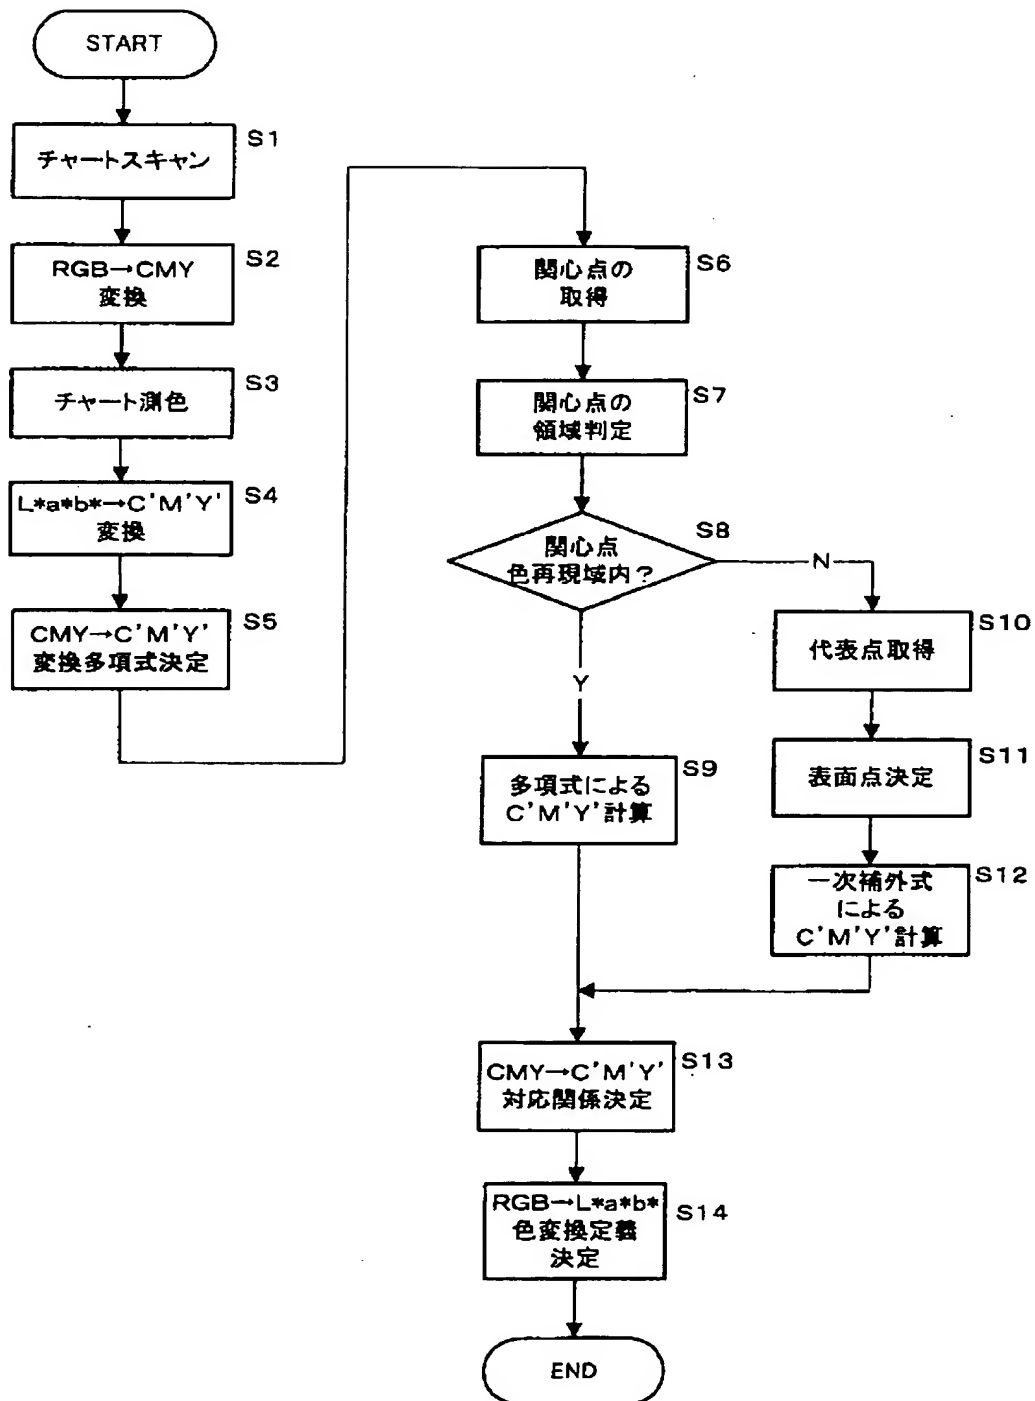 START
チャートスキャン
S1
RGB→CMY
変換
S2
チャート測色
S3
L*a*b*→C'M'Y'
変換
S4
CMY→C'M'Y'
変換多項式決定
S5
関心点の
取得
S6
関心点の
領域判定
S7
関心点
色再現域内?
S8
N
Y
多項式による
C'M'Y'計算
S9
代表点取得
S10
表面点決定
S11
一次補外式
による
C'M'Y'計算
S12
CMY→C'M'Y'
対応関係決定
S13
RGB→L*a*b*
色変換定義
決定
S14
END